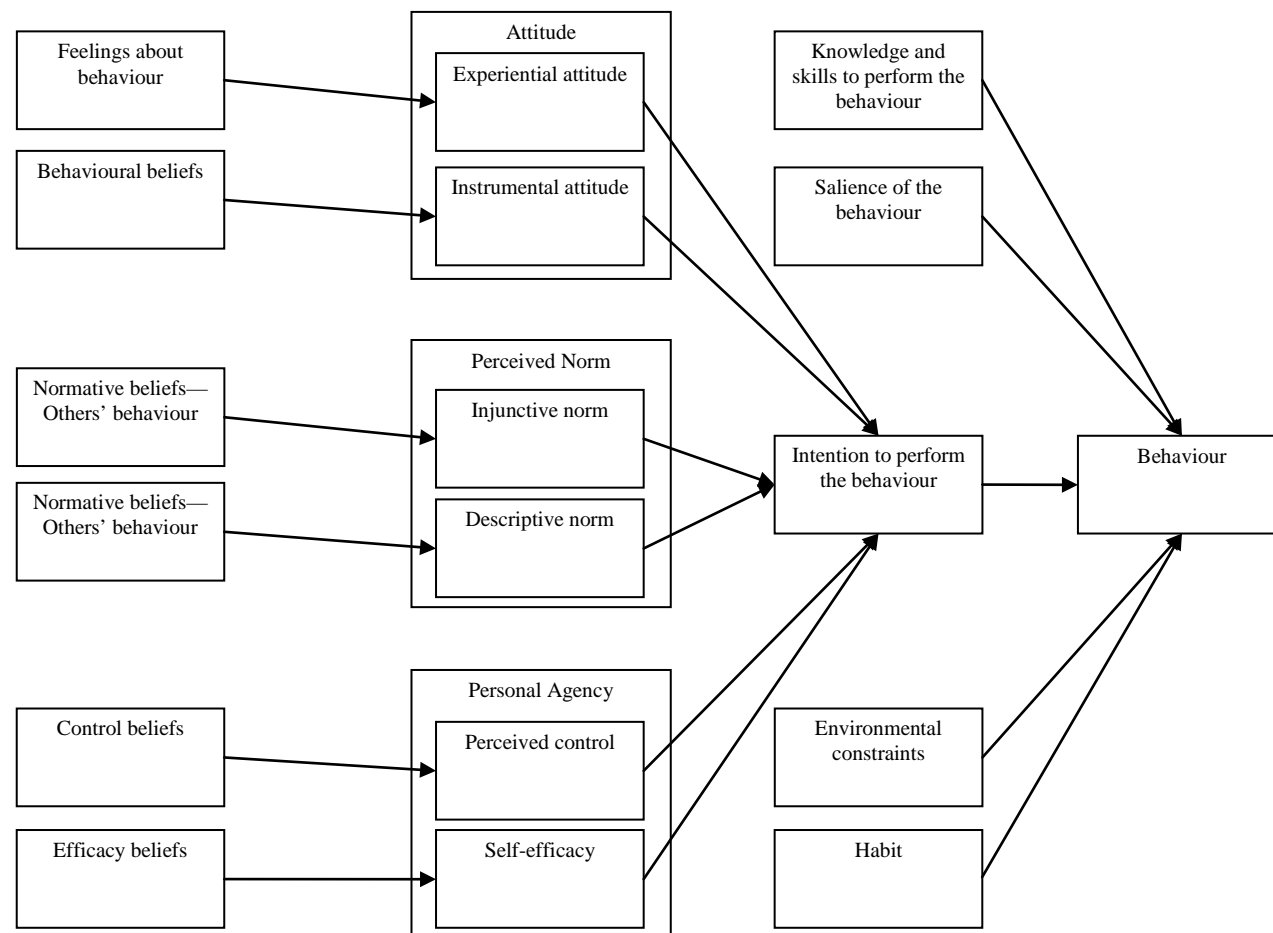 Feelings about
behaviour
Behavioural beliefs
Normative beliefs—
Others' behaviour
Normative beliefs—
Others' behaviour
Control beliefs
Efficacy beliefs
Attitude
Experiential attitude
Instrumental attitude
Perceived Norm
Injunctive norm
Descriptive norm
Personal Agency
Perceived control
Self-efficacy
Knowledge and
skills to perform the
behaviour
Salience of the
behaviour
Intention to perform
the behaviour
Environmental
constraints
Habit
Behaviour